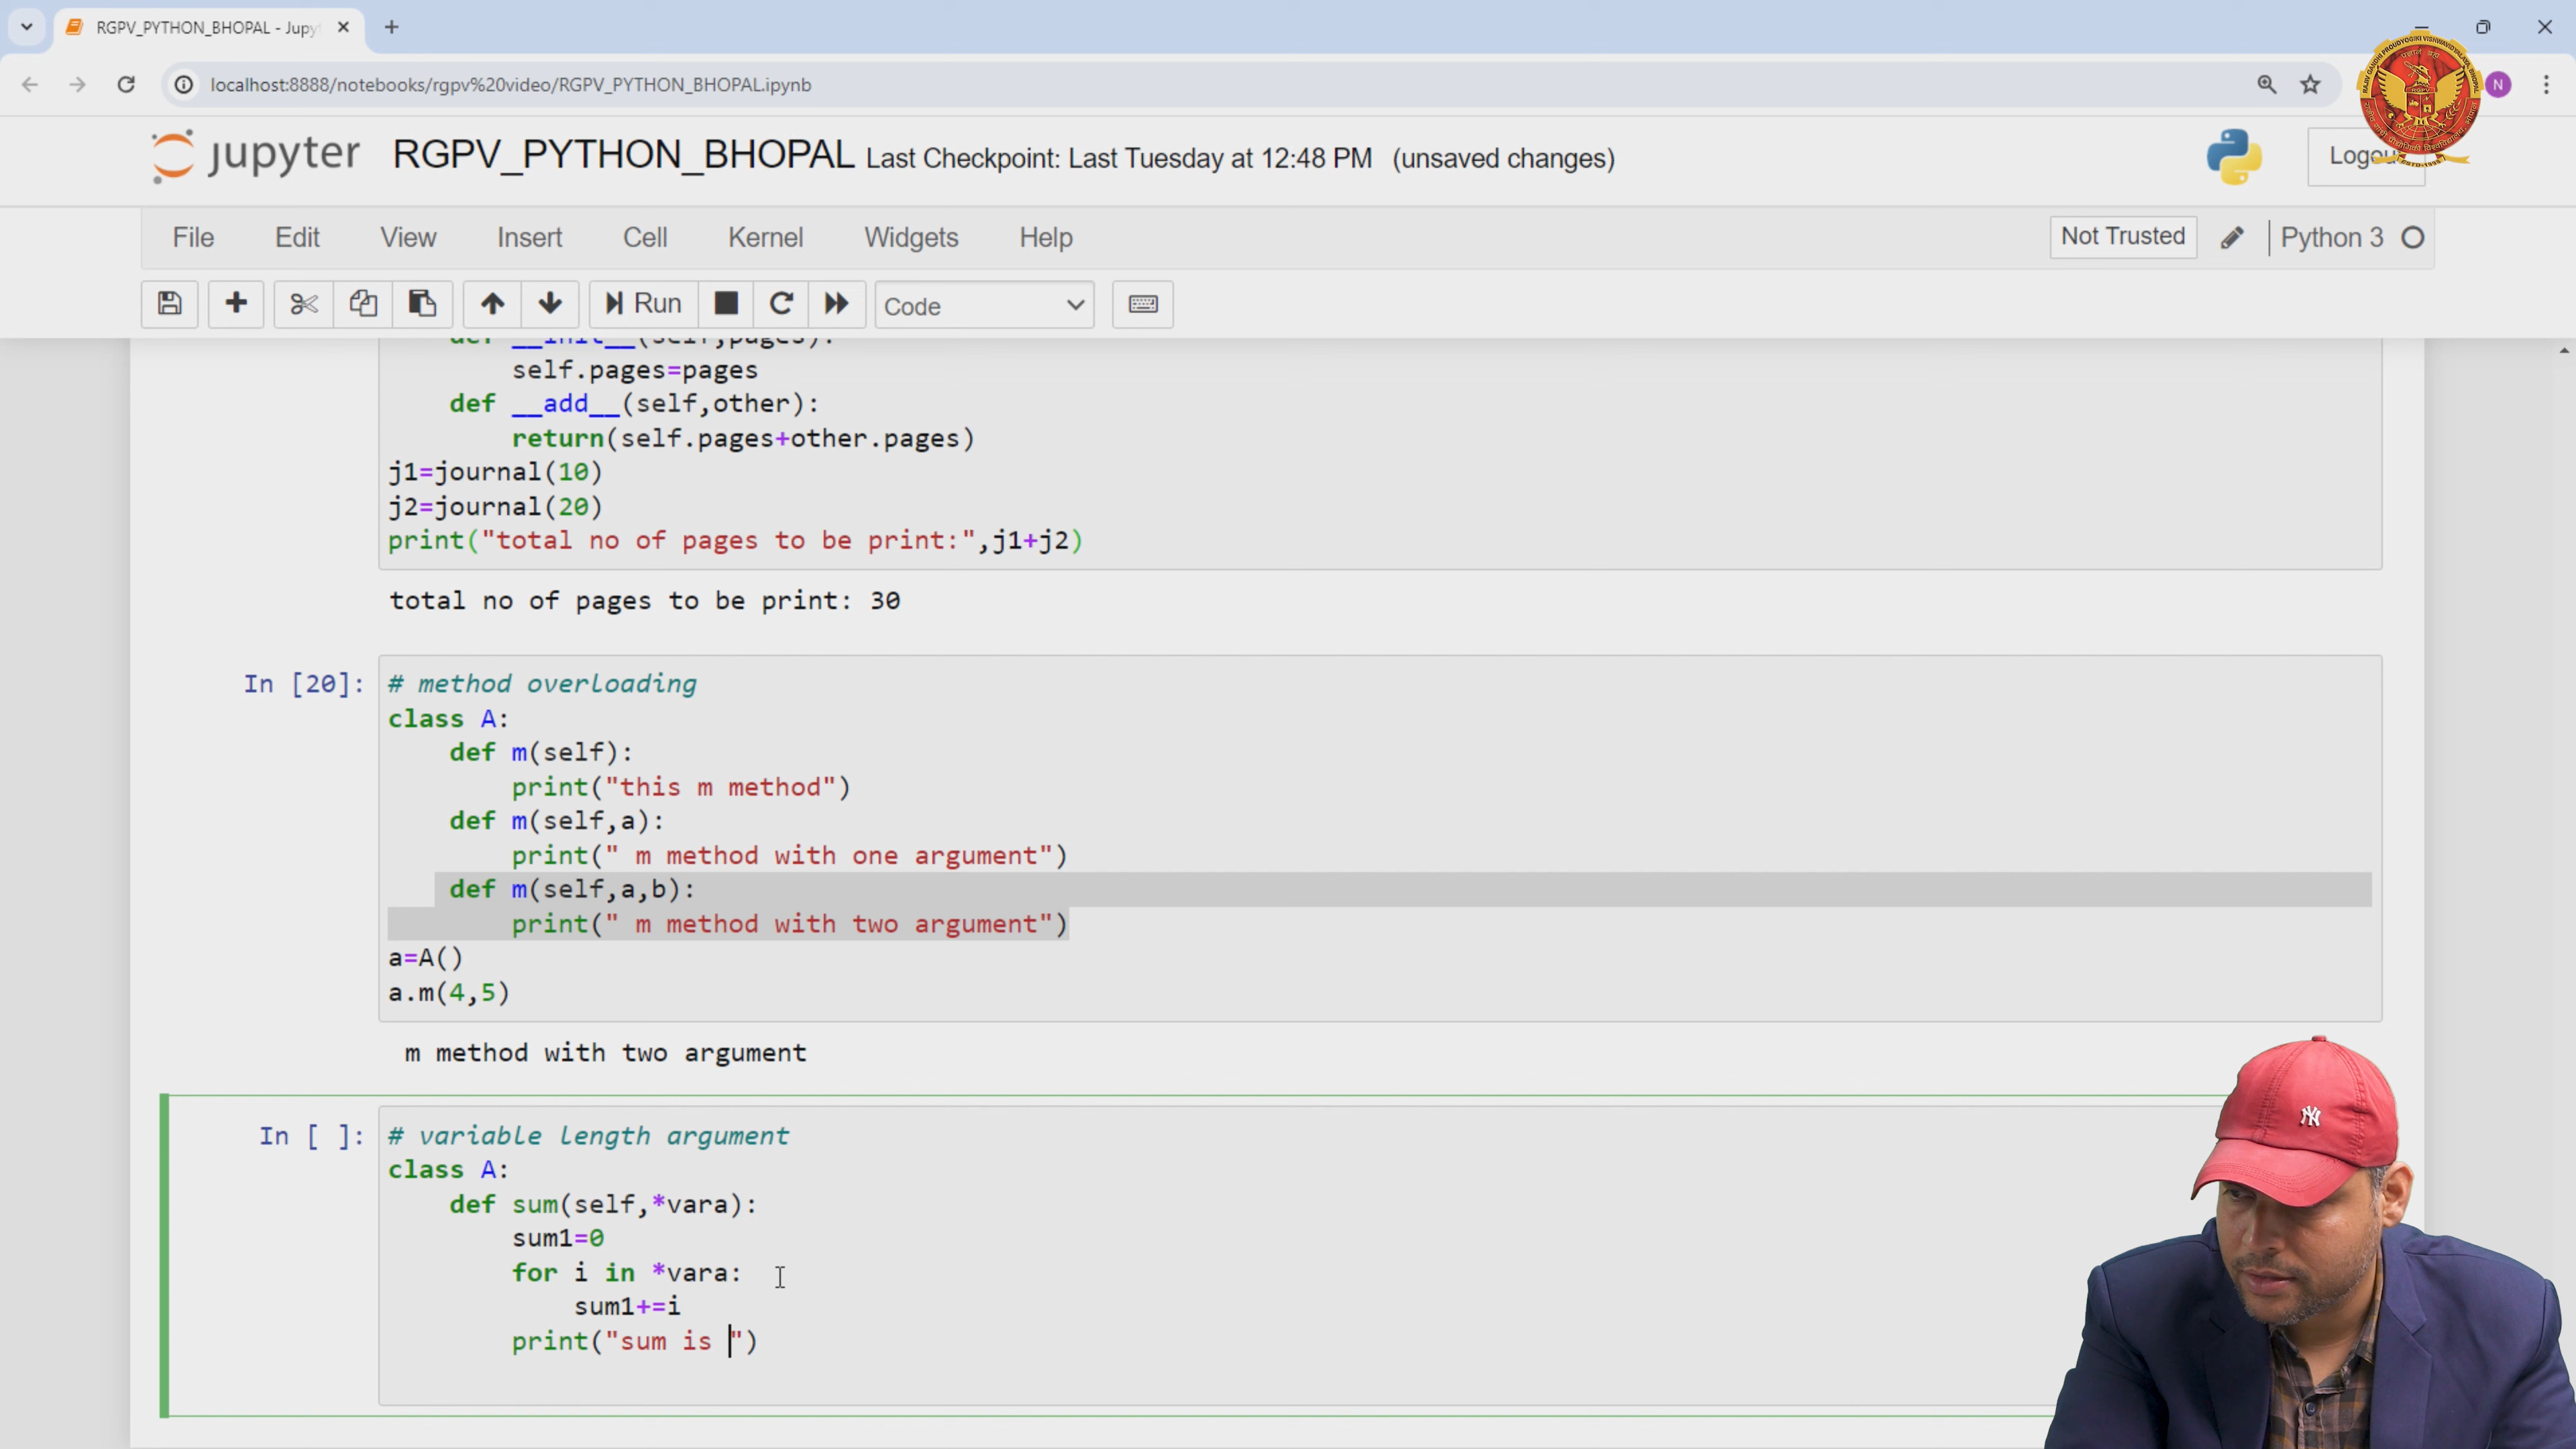 RGPV_PYTHON_BHOPAL - Jupy
localhost:8888/notebooks/rgpv%20video/RGPV_PYTHON_BHOPAL.ipynb
N
jupyter RGPV_PYTHON_BHOPAL Last Checkpoint: Last Tuesday at 12:48 PM (unsaved changes)
File Edit View Insert Cell Kernel Widgets Help Not Trusted Python 3
Run Code
def __init__(self,pages):
self.pages=pages
def __add__(self,other):
return(self.pages+other.pages)
j1=journal(10)
j2=journal(20)
print("total no of pages to be print:",j1+j2)
total no of pages to be print: 30
In [20]: # method overloading
class A:
def m(self):
print("this m method")
def m(self,a):
print(" m method with one argument")
def m(self,a,b):
print(" m method with two argument")
a=A()
a.m(4,5)
m method with two argument
In [ ]: # variable length argument
class A:
def sum(self,*vara):
sum1=0
for i in *vara:
sum1+=i
print("sum is ")